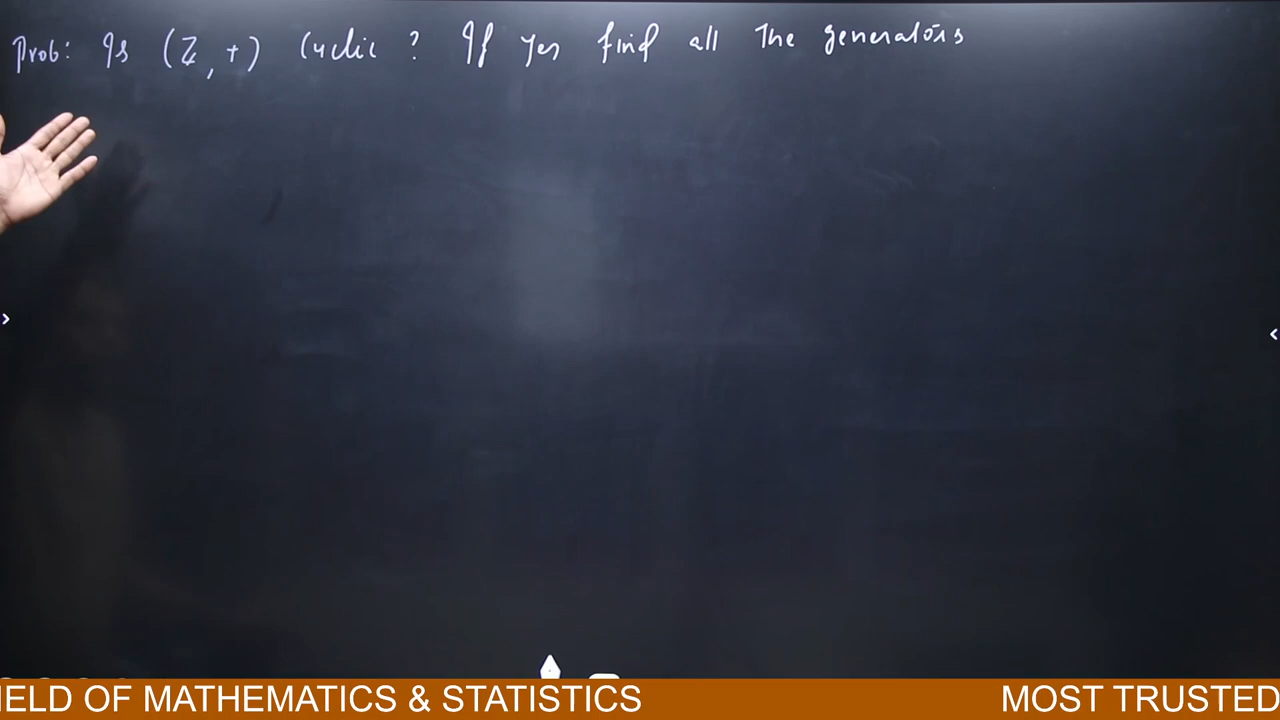 Prob: Is (Z, +) Cyclic ? If yes find all the generators
IELD OF MATHEMATICS & STATISTICS MOST TRUSTED